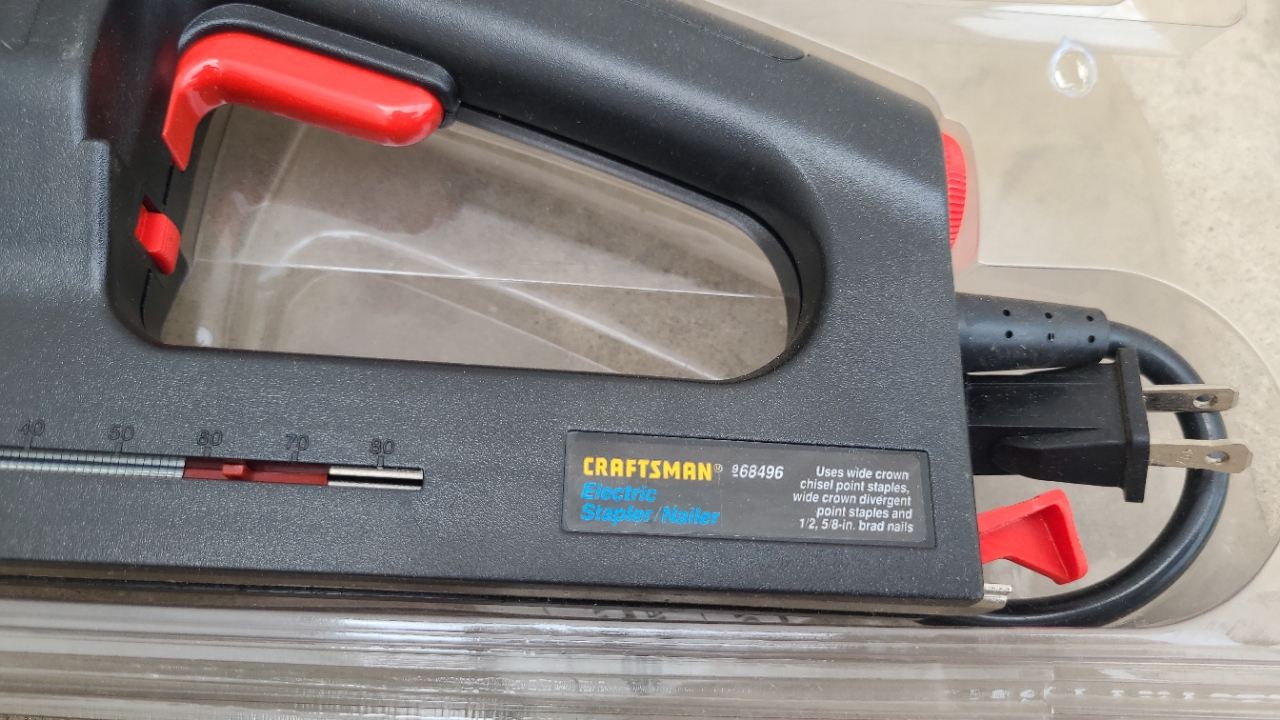 40 50 60 70 80
CRAFTSMAN® 968496
Electric
Stapler/Nailer
Uses wide crown
chisel point staples,
wide crown divergent
point staples and
1/2, 5/8-in. brad nails